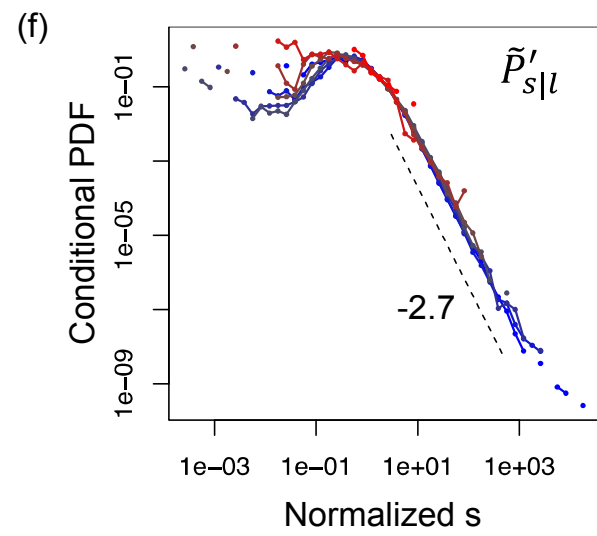 (f)
P̃′s|l
Conditional PDF
1e-01
1e-05
1e-09
-2.7
1e-03 1e-01 1e+01 1e+03
Normalized s